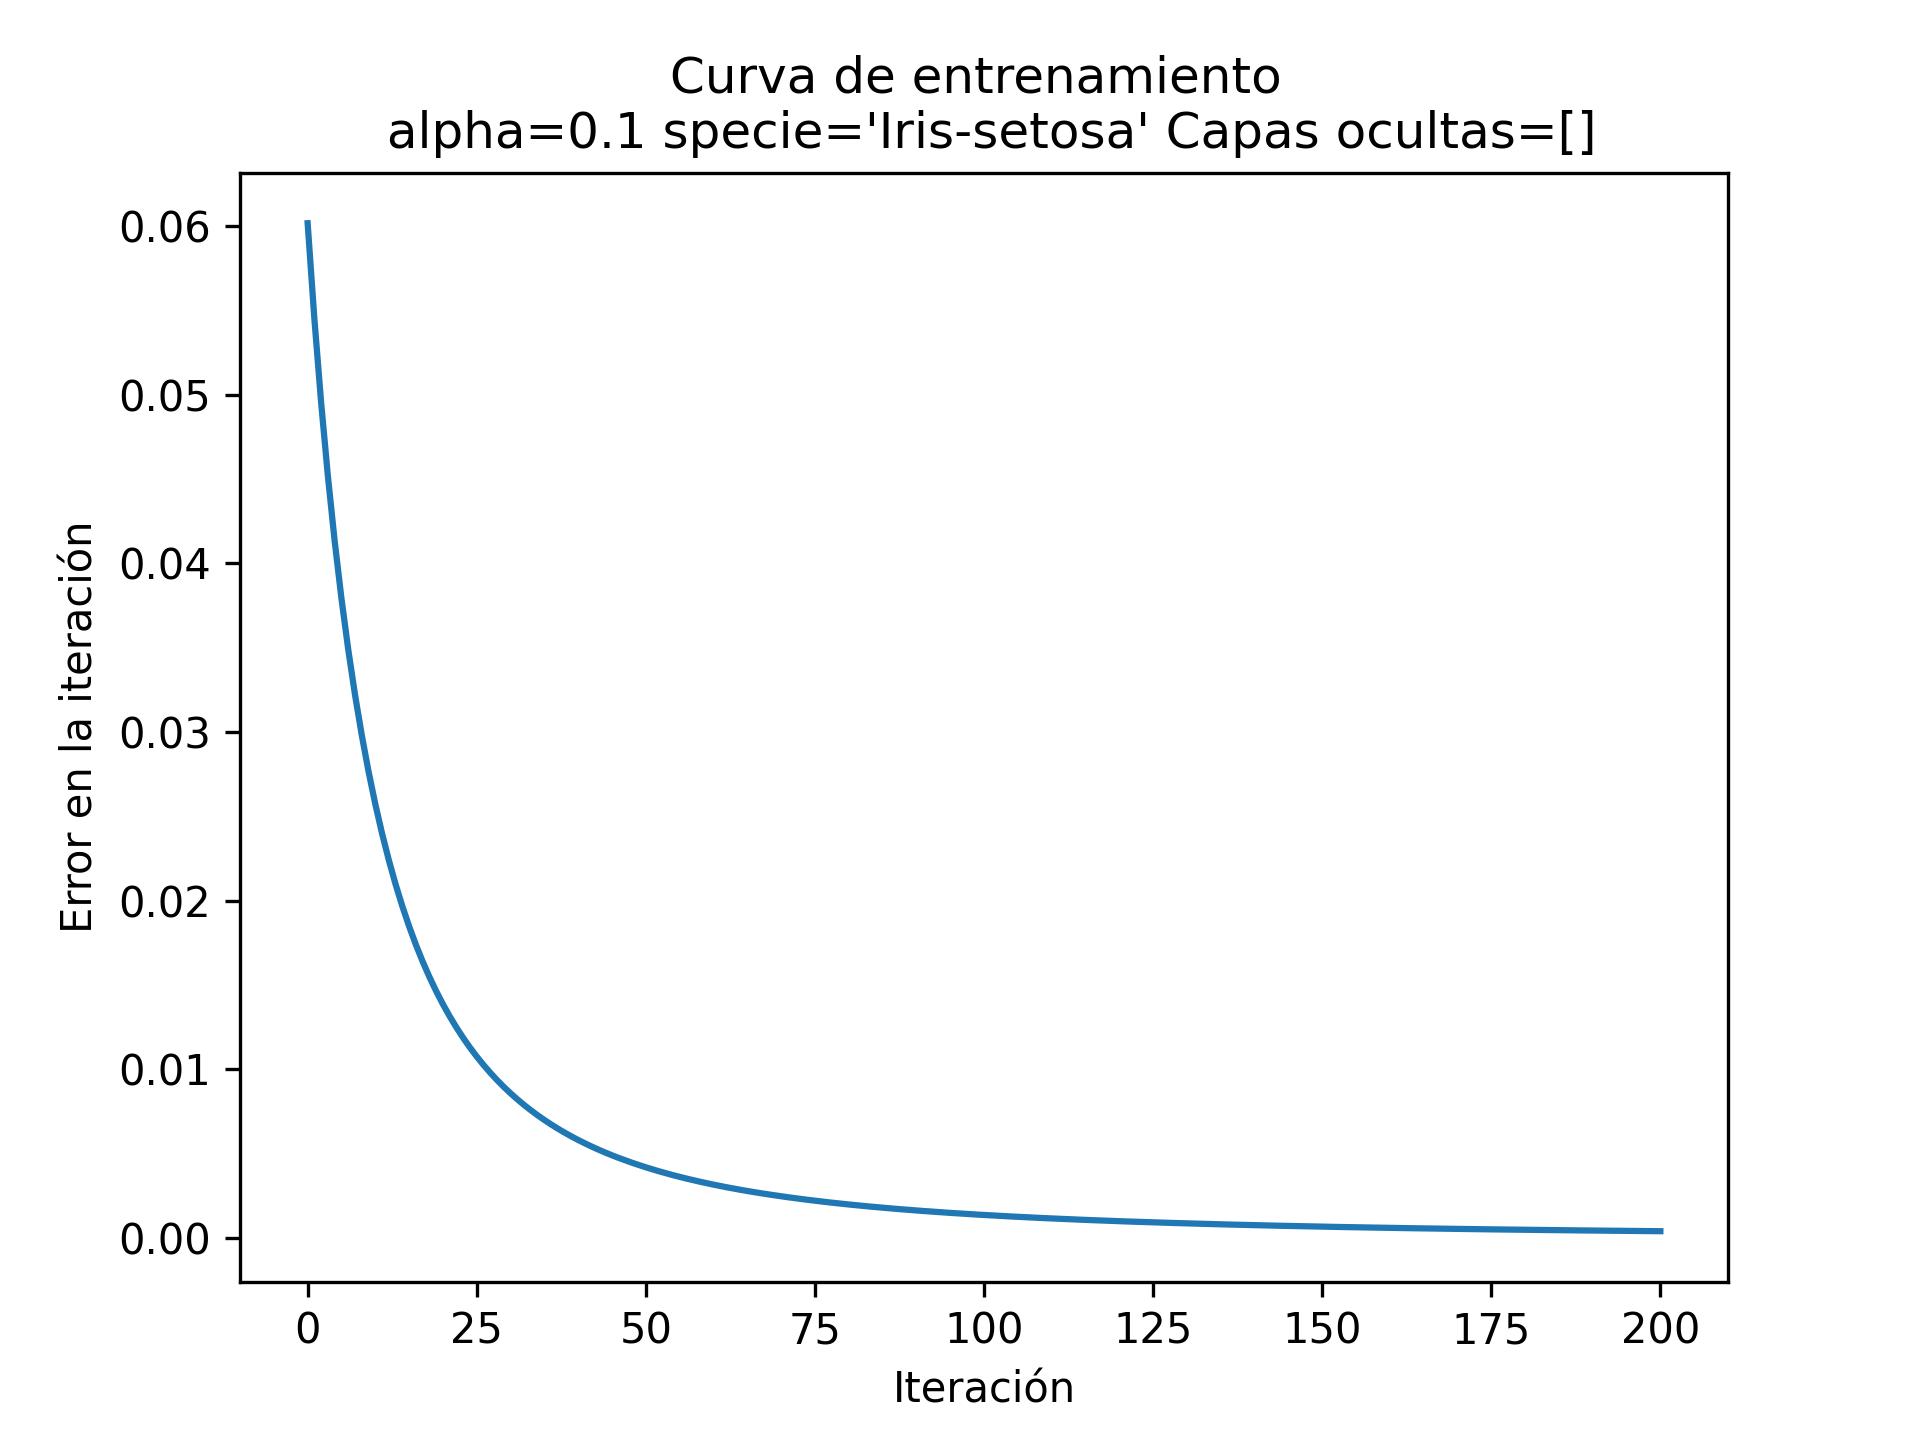 Curva de entrenamiento
alpha=0.1 specie='Iris-setosa' Capas ocultas=[]
Error en la iteración
0.06
0.05
0.04
0.03
0.02
0.01
0.00
0 25 50 75 100 125 150 175 200
Iteración